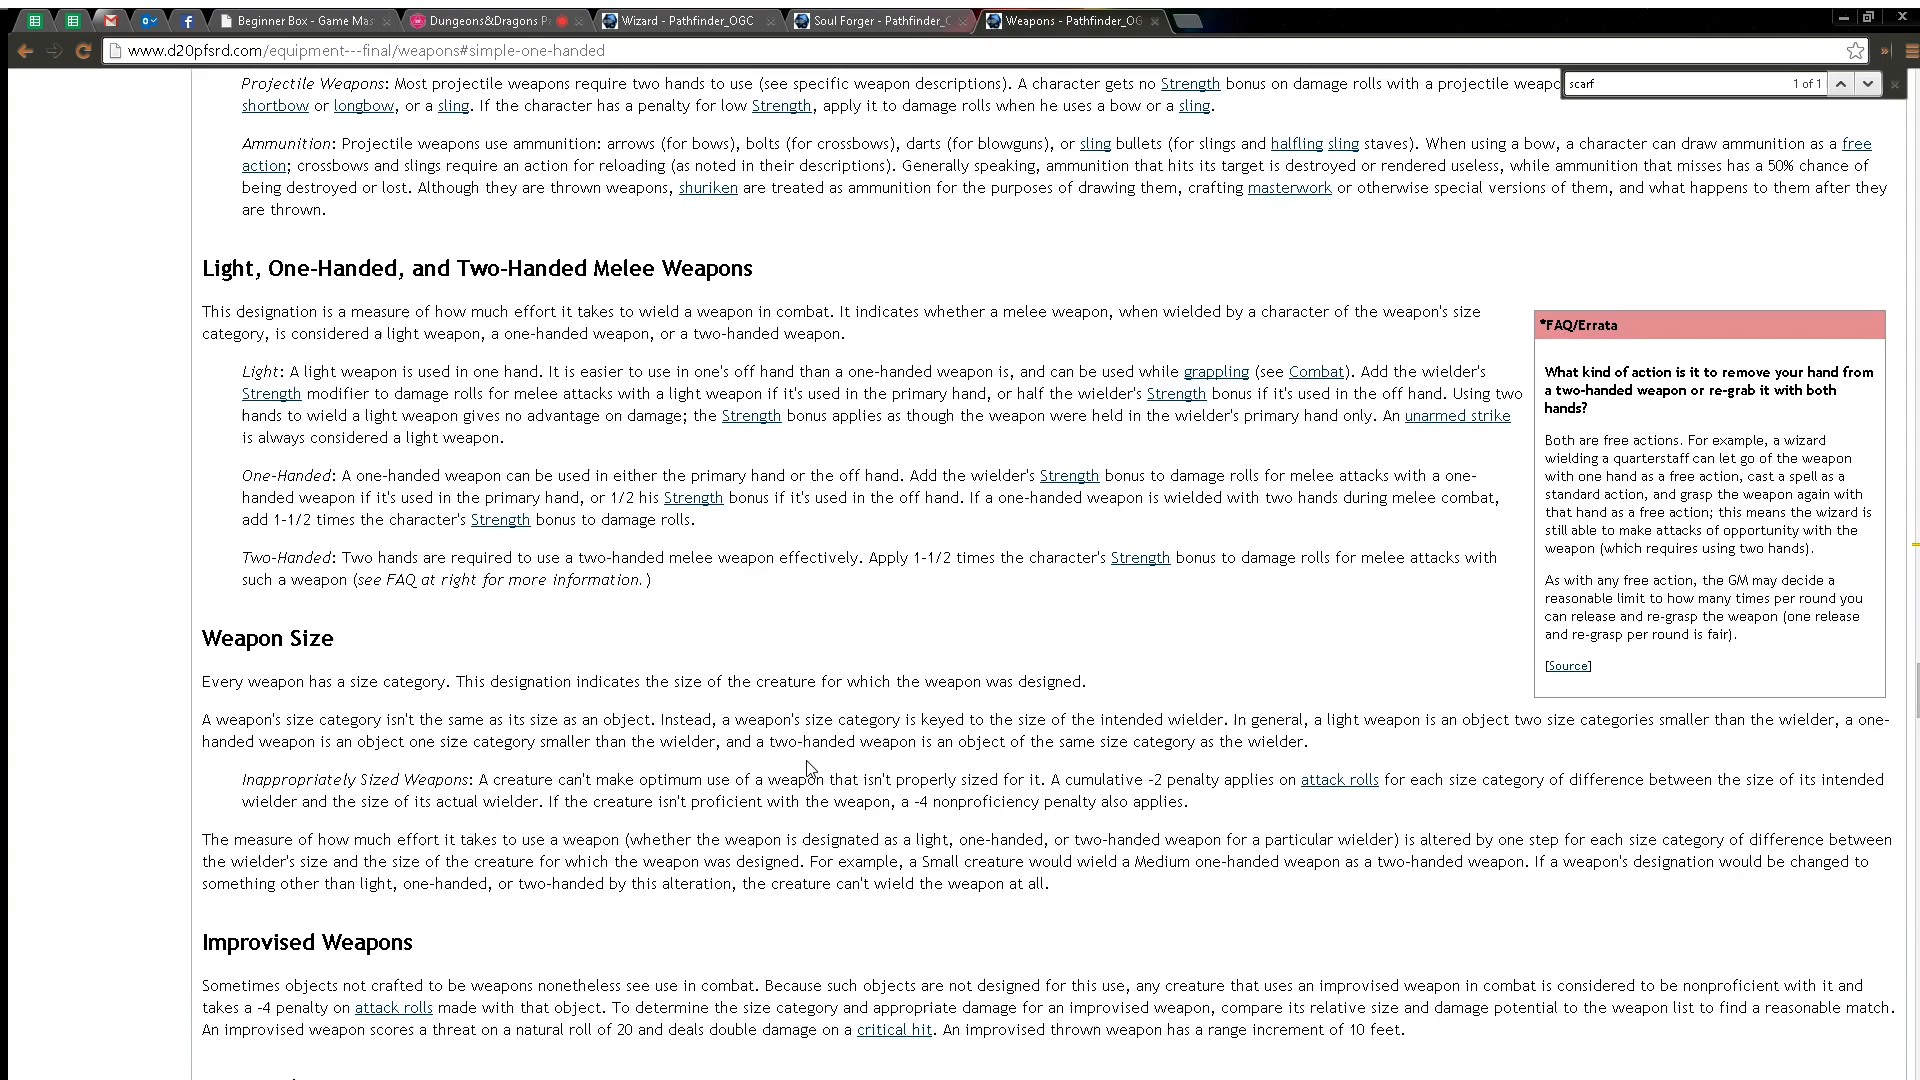 Beginner Box - Game Mas
Dungeons&Dragons P
Wizard - Pathfinder_OGC
Soul Forger - Pathfinder_C
Weapons - Pathfinder_OG
www.d20pfsrd.com/equipment---final/weapons#simple-one-handed
scarf 1 of 1
Projectile Weapons: Most projectile weapons require two hands to use (see specific weapon descriptions). A character gets no Strength bonus on damage rolls with a projectile weapo
shortbow or longbow, or a sling. If the character has a penalty for low Strength, apply it to damage rolls when he uses a bow or a sling.
Ammunition: Projectile weapons use ammunition: arrows (for bows), bolts (for crossbows), darts (for blowguns), or sling bullets (for slings and halfling sling staves). When using a bow, a character can draw ammunition as a free
action; crossbows and slings require an action for reloading (as noted in their descriptions). Generally speaking, ammunition that hits its target is destroyed or rendered useless, while ammunition that misses has a 50% chance of
being destroyed or lost. Although they are thrown weapons, shuriken are treated as ammunition for the purposes of drawing them, crafting masterwork or otherwise special versions of them, and what happens to them after they
are thrown.
Light, One-Handed, and Two-Handed Melee Weapons
This designation is a measure of how much effort it takes to wield a weapon in combat. It indicates whether a melee weapon, when wielded by a character of the weapon's size
category, is considered a light weapon, a one-handed weapon, or a two-handed weapon.
Light: A light weapon is used in one hand. It is easier to use in one's off hand than a one-handed weapon is, and can be used while grappling (see Combat). Add the wielder's
Strength modifier to damage rolls for melee attacks with a light weapon if it's used in the primary hand, or half the wielder's Strength bonus if it's used in the off hand. Using two
hands to wield a light weapon gives no advantage on damage; the Strength bonus applies as though the weapon were held in the wielder's primary hand only. An unarmed strike
is always considered a light weapon.
One-Handed: A one-handed weapon can be used in either the primary hand or the off hand. Add the wielder's Strength bonus to damage rolls for melee attacks with a one-
handed weapon if it's used in the primary hand, or 1/2 his Strength bonus if it's used in the off hand. If a one-handed weapon is wielded with two hands during melee combat,
add 1-1/2 times the character's Strength bonus to damage rolls.
Two-Handed: Two hands are required to use a two-handed melee weapon effectively. Apply 1-1/2 times the character's Strength bonus to damage rolls for melee attacks with
such a weapon (see FAQ at right for more information.)
*FAQ/Errata
What kind of action is it to remove your hand from
a two-handed weapon or re-grab it with both
hands?
Both are free actions. For example, a wizard
wielding a quarterstaff can let go of the weapon
with one hand as a free action, cast a spell as a
standard action, and grasp the weapon again with
that hand as a free action; this means the wizard is
still able to make attacks of opportunity with the
weapon (which requires using two hands).
As with any free action, the GM may decide a
reasonable limit to how many times per round you
can release and re-grasp the weapon (one release
and re-grasp per round is fair).
[Source]
Weapon Size
Every weapon has a size category. This designation indicates the size of the creature for which the weapon was designed.
A weapon's size category isn't the same as its size as an object. Instead, a weapon's size category is keyed to the size of the intended wielder. In general, a light weapon is an object two size categories smaller than the wielder, a one-
handed weapon is an object one size category smaller than the wielder, and a two-handed weapon is an object of the same size category as the wielder.
Inappropriately Sized Weapons: A creature can't make optimum use of a weapon that isn't properly sized for it. A cumulative -2 penalty applies on attack rolls for each size category of difference between the size of its intended
wielder and the size of its actual wielder. If the creature isn't proficient with the weapon, a -4 nonproficiency penalty also applies.
The measure of how much effort it takes to use a weapon (whether the weapon is designated as a light, one-handed, or two-handed weapon for a particular wielder) is altered by one step for each size category of difference between
the wielder's size and the size of the creature for which the weapon was designed. For example, a Small creature would wield a Medium one-handed weapon as a two-handed weapon. If a weapon's designation would be changed to
something other than light, one-handed, or two-handed by this alteration, the creature can't wield the weapon at all.
Improvised Weapons
Sometimes objects not crafted to be weapons nonetheless see use in combat. Because such objects are not designed for this use, any creature that uses an improvised weapon in combat is considered to be nonproficient with it and
takes a -4 penalty on attack rolls made with that object. To determine the size category and appropriate damage for an improvised weapon, compare its relative size and damage potential to the weapon list to find a reasonable match.
An improvised weapon scores a threat on a natural roll of 20 and deals double damage on a critical hit. An improvised thrown weapon has a range increment of 10 feet.